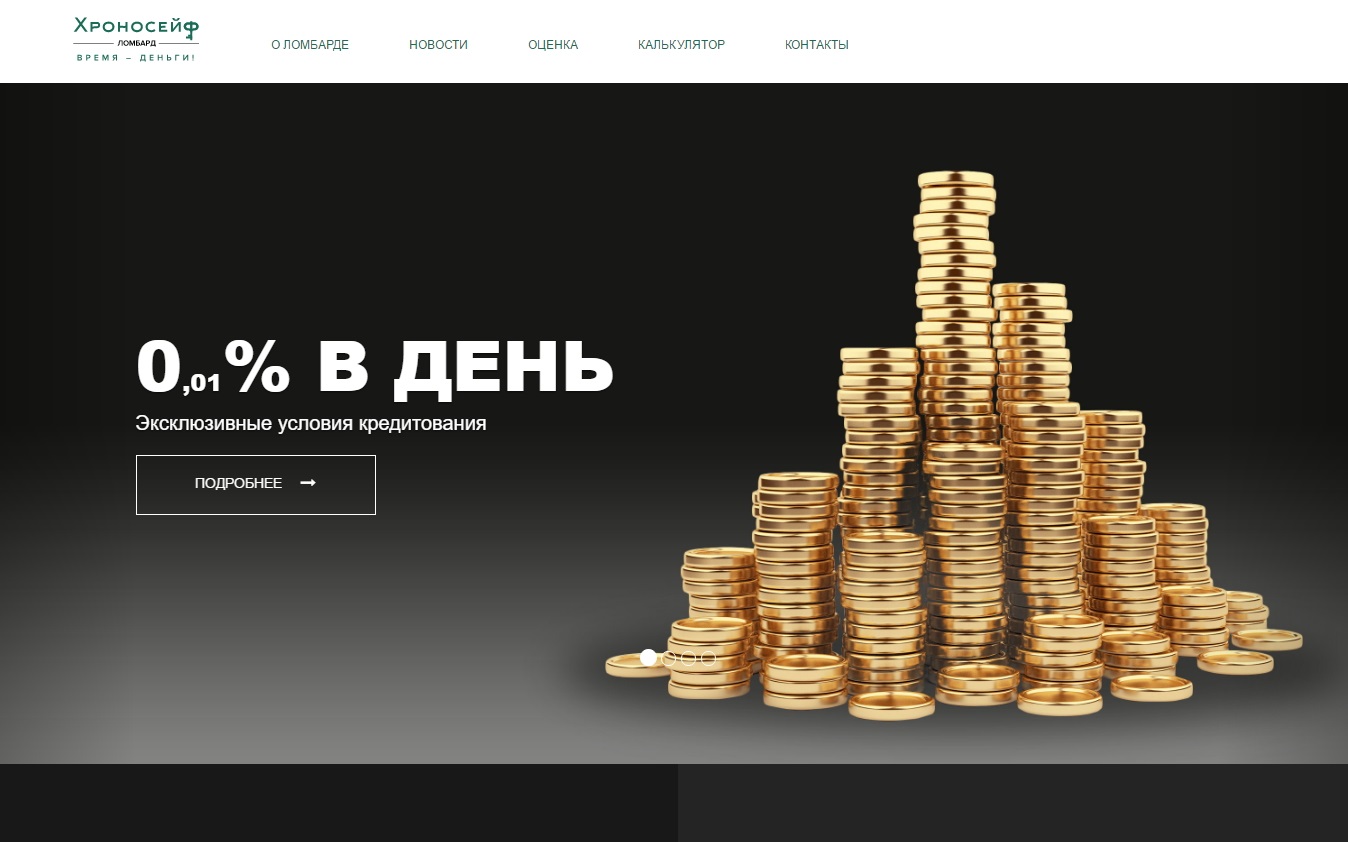 Хроносейф
ЛОМБАРД
ВРЕМЯ – ДЕНЬГИ!
О ЛОМБАРДЕ
НОВОСТИ
ОЦЕНКА
КАЛЬКУЛЯТОР
КОНТАКТЫ
0,01% В ДЕНЬ
Эксклюзивные условия кредитования
ПОДРОБНЕЕ